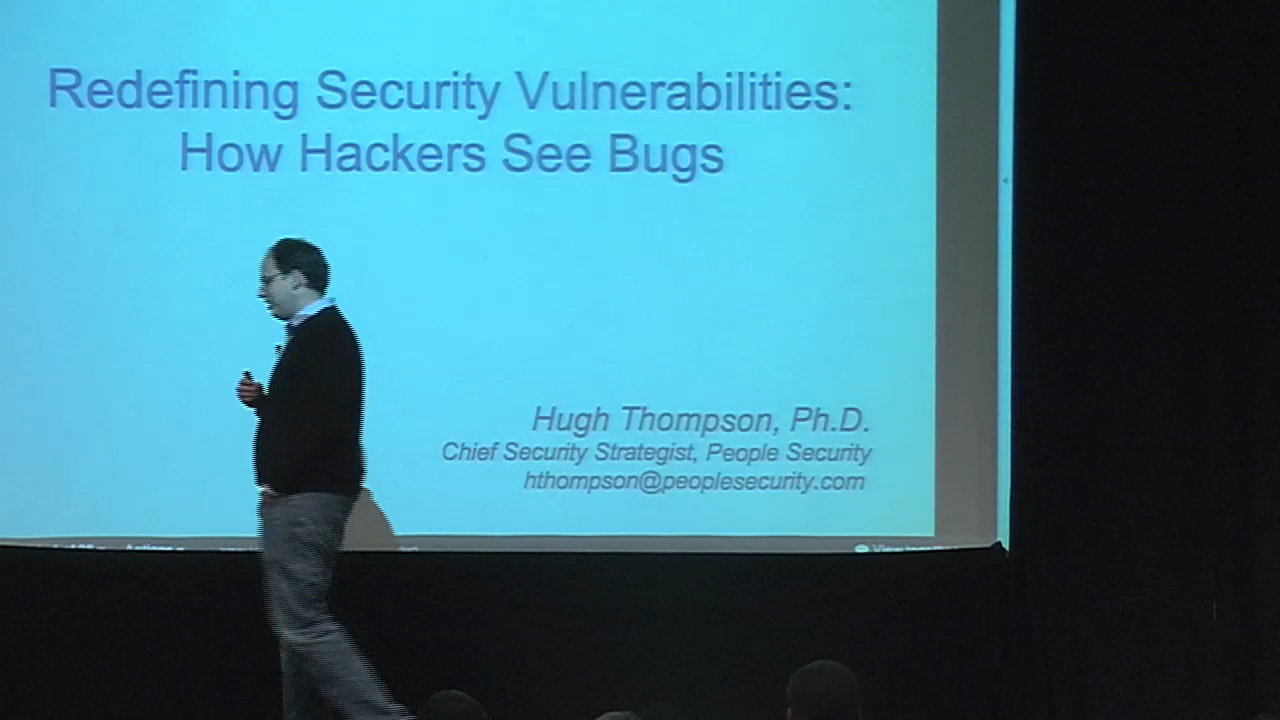 Redefining Security Vulnerabilities:
How Hackers See Bugs
Hugh Thompson, Ph.D.
Chief Security Strategist, People Security
hthompson@peoplesecurity.com